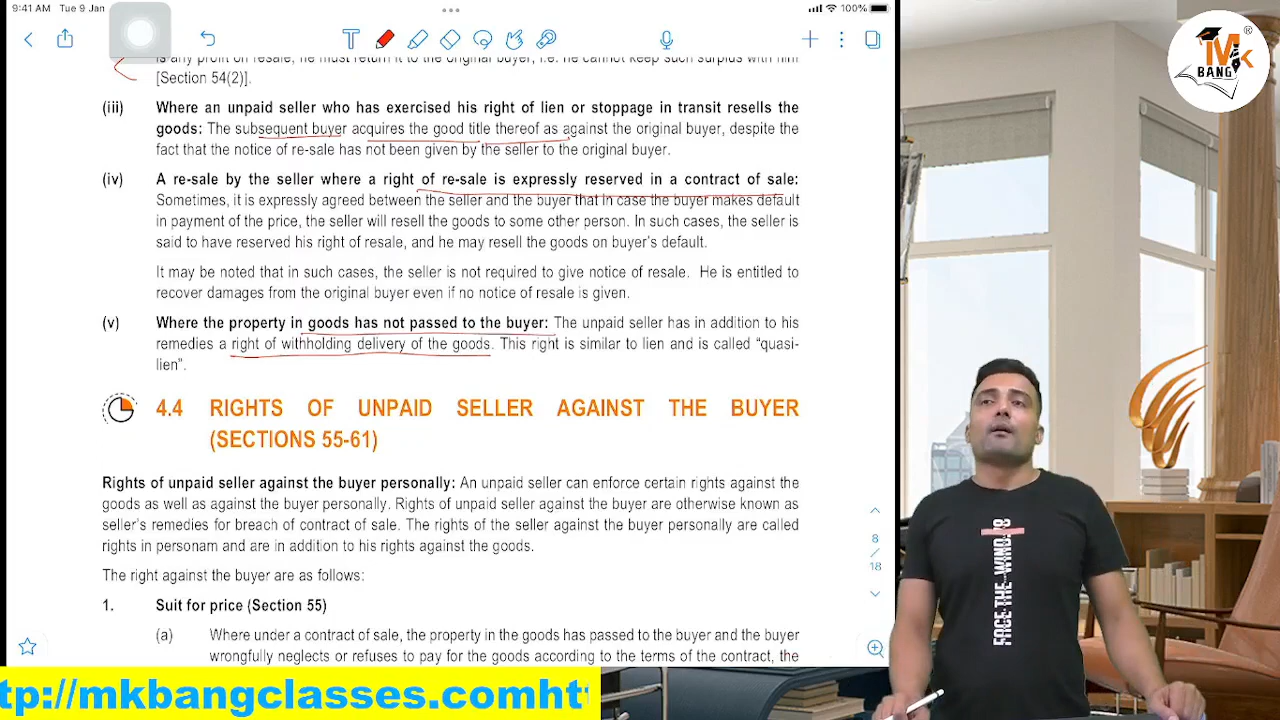 9:41 AM Tue 9 Jan
100%
is any profit on resale, he must return it to the original buyer, i.e. he cannot keep such surplus with him
[Section 54(2)].
(iii) Where an unpaid seller who has exercised his right of lien or stoppage in transit resells the
goods: The subsequent buyer acquires the good title thereof as against the original buyer, despite the
fact that the notice of re-sale has not been given by the seller to the original buyer.
(iv) A re-sale by the seller where a right of re-sale is expressly reserved in a contract of sale:
Sometimes, it is expressly agreed between the seller and the buyer that in case the buyer makes default
in payment of the price, the seller will resell the goods to some other person. In such cases, the seller is
said to have reserved his right of resale, and he may resell the goods on buyer's default.
It may be noted that in such cases, the seller is not required to give notice of resale. He is entitled to
recover damages from the original buyer even if no notice of resale is given.
(v) Where the property in goods has not passed to the buyer: The unpaid seller has in addition to his
remedies a right of withholding delivery of the goods. This right is similar to lien and is called “quasi-
lien”.
4.4 RIGHTS OF UNPAID SELLER AGAINST THE BUYER
(SECTIONS 55-61)
Rights of unpaid seller against the buyer personally: An unpaid seller can enforce certain rights against the
goods as well as against the buyer personally. Rights of unpaid seller against the buyer are otherwise known as
seller's remedies for breach of contract of sale. The rights of the seller against the buyer personally are called
rights in personam and are in addition to his rights against the goods.
The right against the buyer are as follows:
1. Suit for price (Section 55)
(a) Where under a contract of sale, the property in the goods has passed to the buyer and the buyer
wrongfully neglects or refuses to pay for the goods according to the terms of the contract, the
8
/
18
MK
BANG
®
FACE THE WIND
tp://mkbangclasses.comht